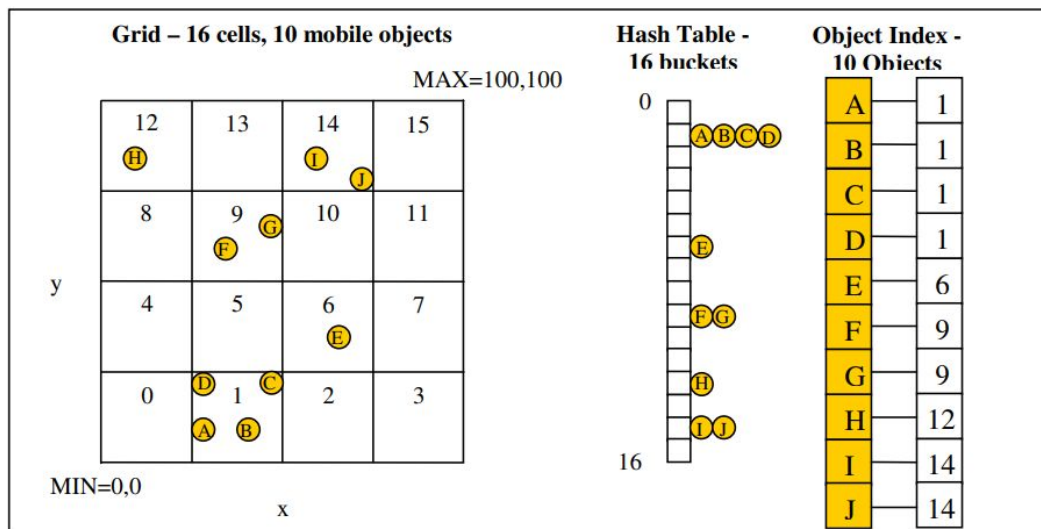 Grid – 16 cells, 10 mobile objects
MAX=100,100
12 13 14 15
H I J
8 9 10 11
G
F
y
4 5 6 7
E
D C
0 1 2 3
A B
MIN=0,0
x
Hash Table -
16 buckets
0
A B C D
E
F G
H
I J
16
Object Index -
10 Objects
A 1
B 1
C 1
D 1
E 6
F 9
G 9
H 12
I 14
J 14